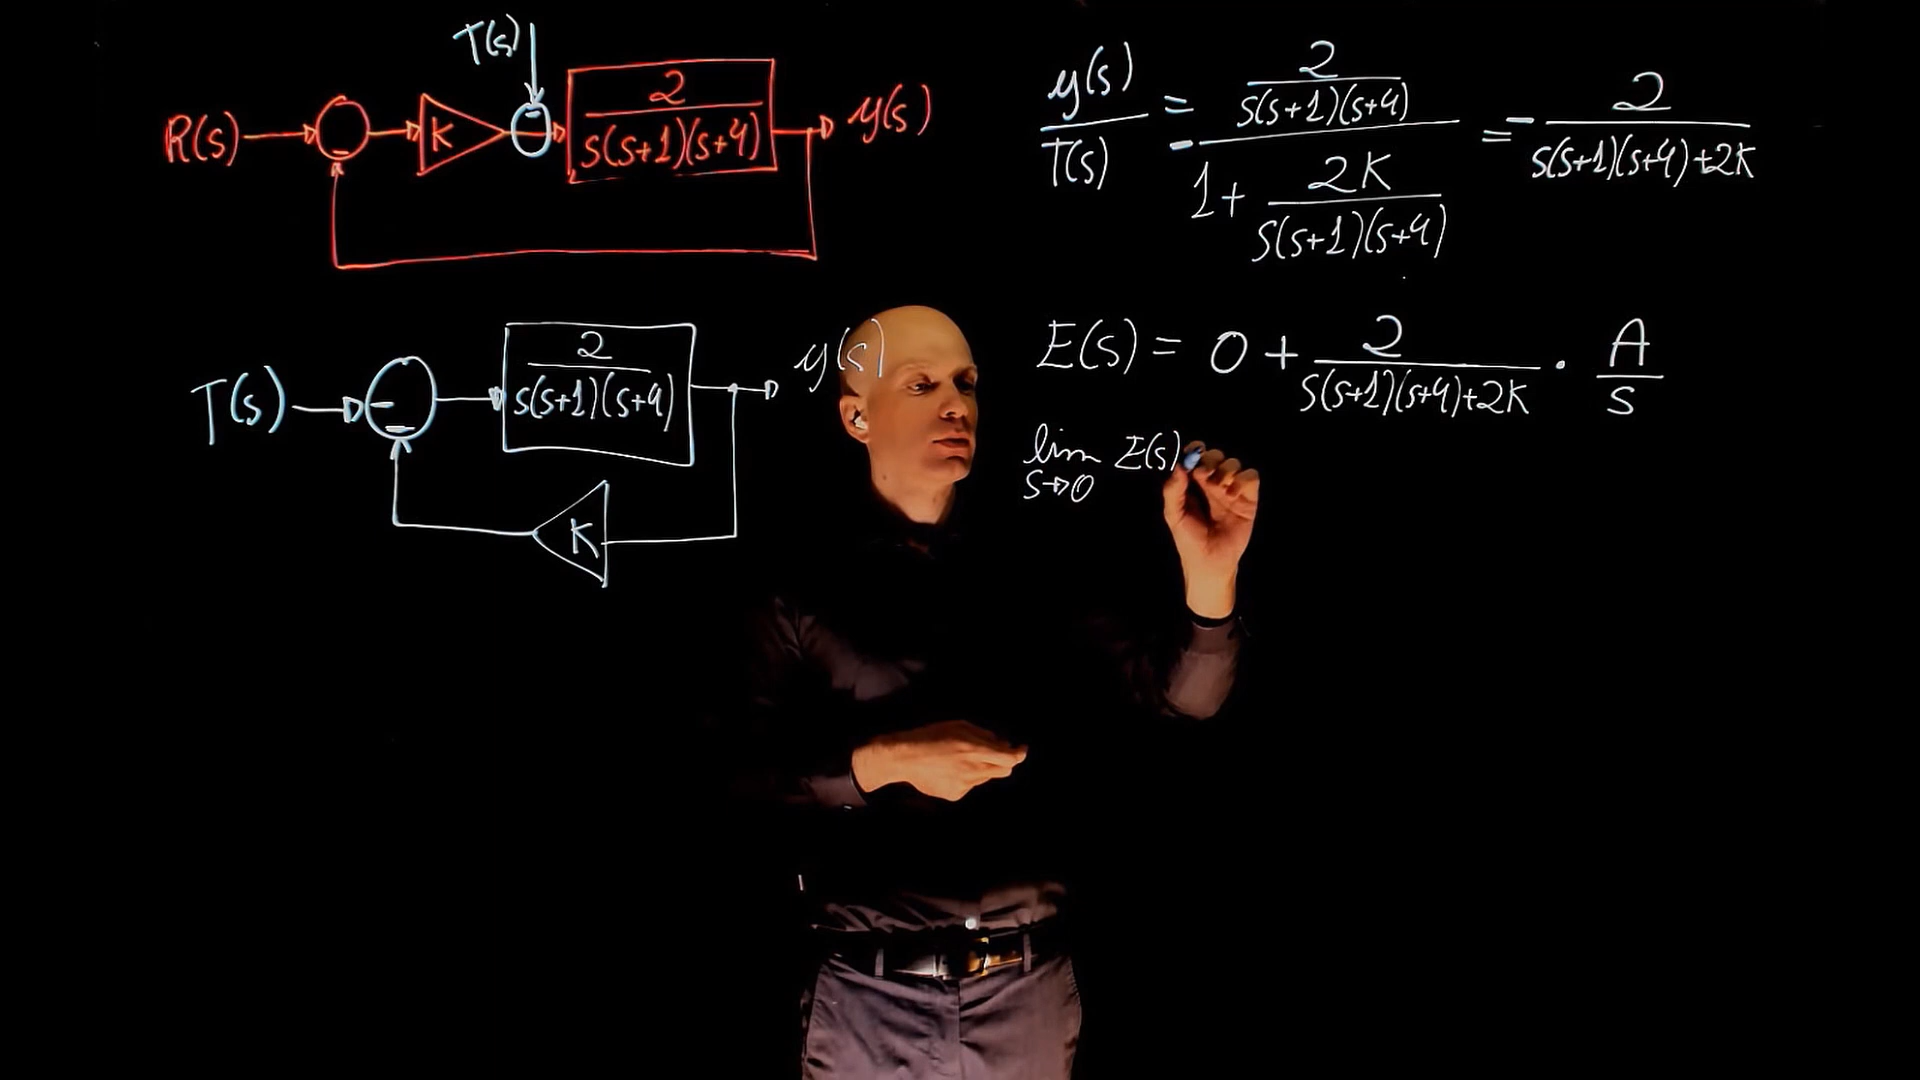 T(s)
R(s) K 2/(s(s+1)(s+4)) y(s)
y(s)/T(s) = - (2/(s(s+1)(s+4)))/(1+ 2K/(s(s+1)(s+4))) = - 2/(s(s+1)(s+4)+2K)
T(s) 2/(s(s+1)(s+4)) y(s)
K
E(s) = 0 + 2/(s(s+1)(s+4)+2K) · A/s
lim s→0 E(s)